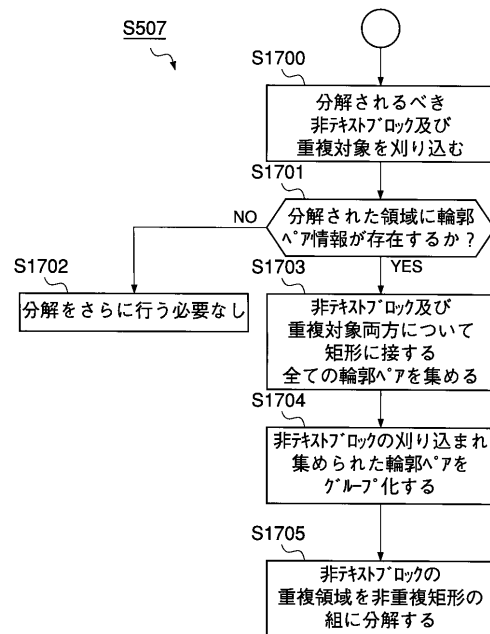 S507
S1700
分解されるべき
非テキストブロック及び
重複対象を刈り込む
S1701
分解された領域に輪郭
ペア情報が存在するか？
NO
YES
S1702
分解をさらに行う必要なし
S1703
非テキストブロック及び
重複対象両方について
矩形に接する
全ての輪郭ペアを集める
S1704
非テキストブロックの刈り込まれ
集められた輪郭ペアを
グループ化する
S1705
非テキストブロックの
重複領域を非重複矩形の
組に分解する